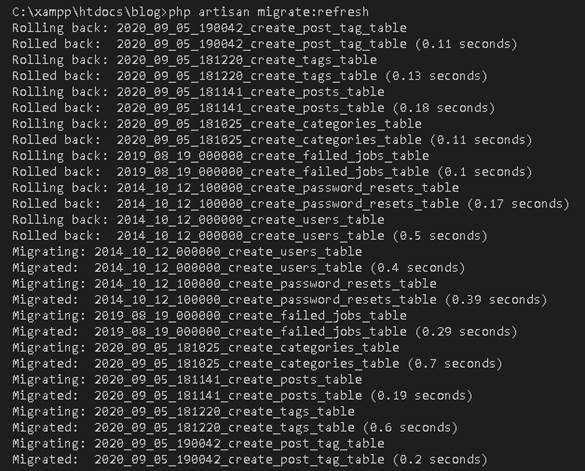 C:\xampp\htdocs\blog>php artisan migrate:refresh
Rolling back: 2020_09_05_190042_create_post_tag_table
Rolled back:  2020_09_05_190042_create_post_tag_table (0.11 seconds)
Rolling back: 2020_09_05_181220_create_tags_table
Rolled back:  2020_09_05_181220_create_tags_table (0.13 seconds)
Rolling back: 2020_09_05_181141_create_posts_table
Rolled back:  2020_09_05_181141_create_posts_table (0.18 seconds)
Rolling back: 2020_09_05_181025_create_categories_table
Rolled back:  2020_09_05_181025_create_categories_table (0.11 seconds)
Rolling back: 2019_08_19_000000_create_failed_jobs_table
Rolled back:  2019_08_19_000000_create_failed_jobs_table (0.1 seconds)
Rolling back: 2014_10_12_100000_create_password_resets_table
Rolled back:  2014_10_12_100000_create_password_resets_table (0.17 seconds)
Rolling back: 2014_10_12_000000_create_users_table
Rolled back:  2014_10_12_000000_create_users_table (0.5 seconds)
Migrating: 2014_10_12_000000_create_users_table
Migrated:  2014_10_12_000000_create_users_table (0.4 seconds)
Migrating: 2014_10_12_100000_create_password_resets_table
Migrated:  2014_10_12_100000_create_password_resets_table (0.39 seconds)
Migrating: 2019_08_19_000000_create_failed_jobs_table
Migrated:  2019_08_19_000000_create_failed_jobs_table (0.29 seconds)
Migrating: 2020_09_05_181025_create_categories_table
Migrated:  2020_09_05_181025_create_categories_table (0.7 seconds)
Migrating: 2020_09_05_181141_create_posts_table
Migrated:  2020_09_05_181141_create_posts_table (0.19 seconds)
Migrating: 2020_09_05_181220_create_tags_table
Migrated:  2020_09_05_181220_create_tags_table (0.6 seconds)
Migrating: 2020_09_05_190042_create_post_tag_table
Migrated:  2020_09_05_190042_create_post_tag_table (0.2 seconds)